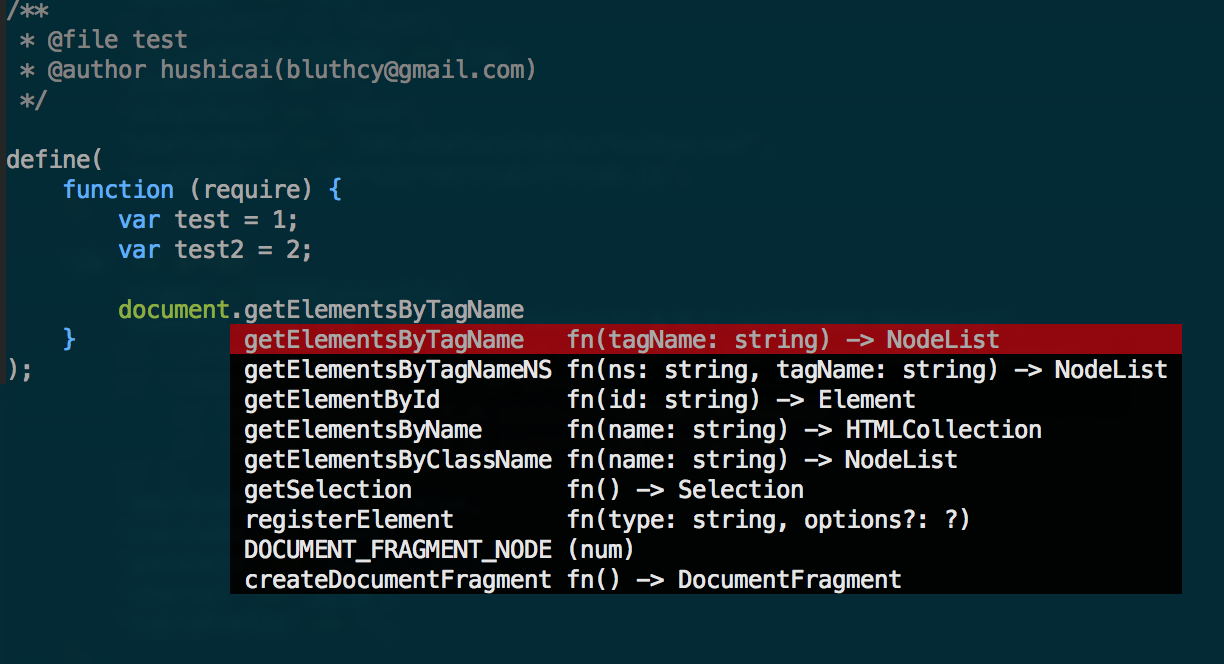 /**
 * @file test
 * @author hushicai(bluthcy@gmail.com)
 */
define(
    function (require) {
        var test = 1;
        var test2 = 2;
        document.getElementsByTagName
    }
);
getElementsByTagName   fn(tagName: string) -> NodeList
getElementsByTagNameNS fn(ns: string, tagName: string) -> NodeList
getElementById         fn(id: string) -> Element
getElementsByName      fn(name: string) -> HTMLCollection
getElementsByClassName fn(name: string) -> NodeList
getSelection           fn() -> Selection
registerElement        fn(type: string, options?: ?)
DOCUMENT_FRAGMENT_NODE (num)
createDocumentFragment fn() -> DocumentFragment